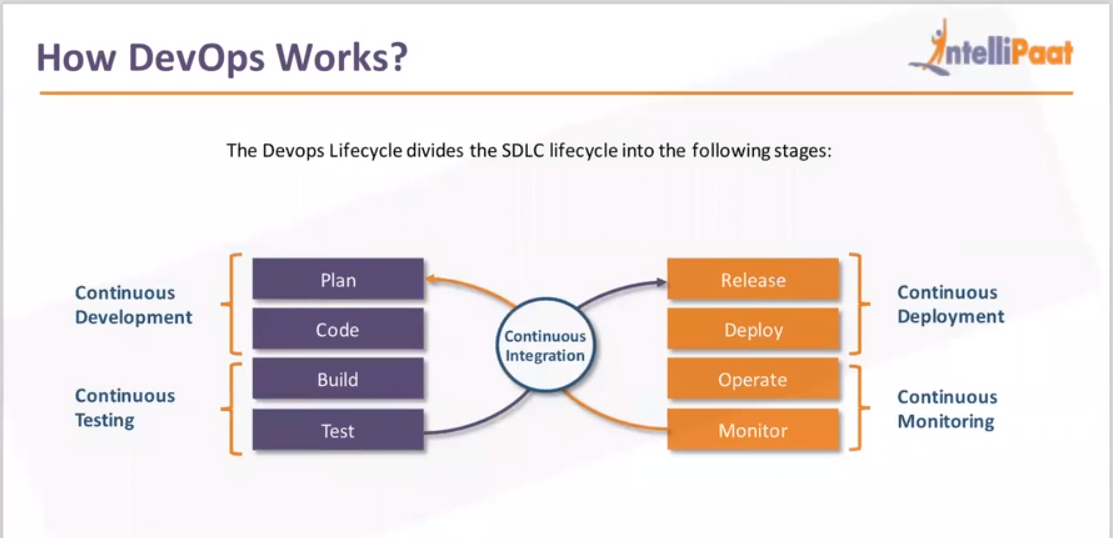 How DevOps Works?
IntelliPaat
The Devops Lifecycle divides the SDLC lifecycle into the following stages:
Continuous
Development
Plan
Code
Continuous
Testing
Build
Test
Continuous
Integration
Release
Deploy
Continuous
Deployment
Operate
Monitor
Continuous
Monitoring